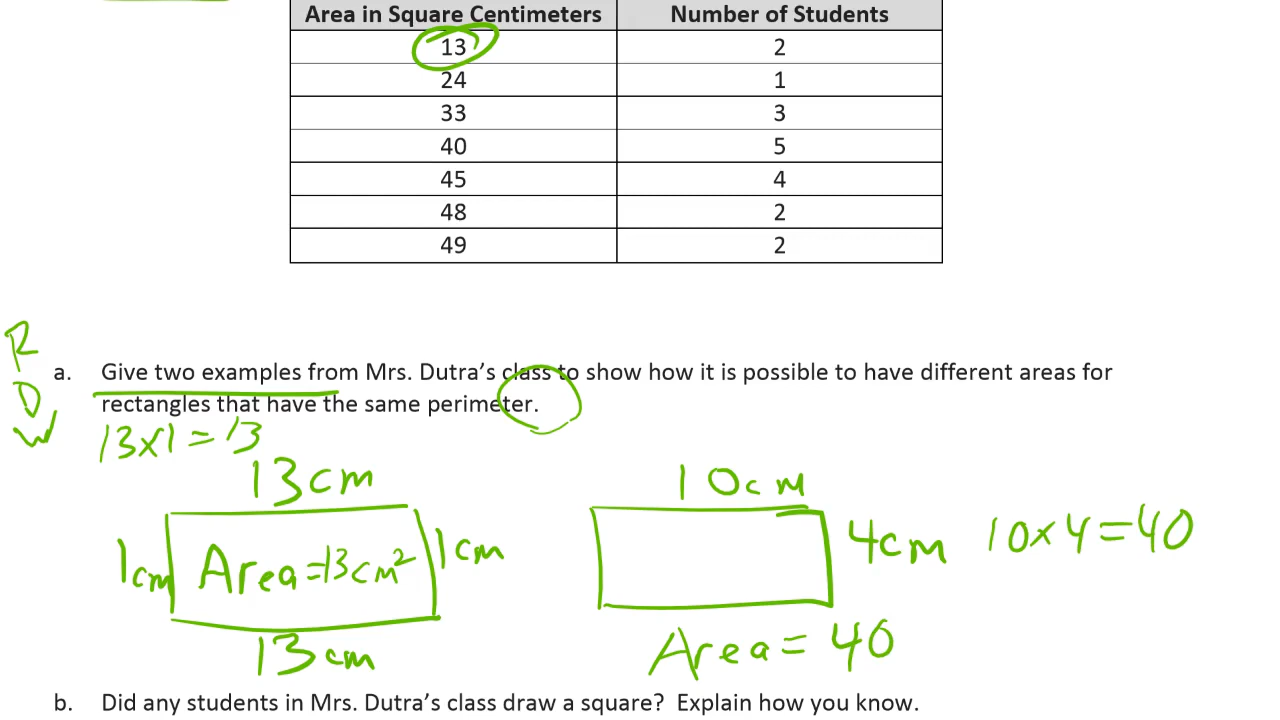 Area in Square Centimeters Number of Students
13 2
24 1
33 3
40 5
45 4
48 2
49 2
R
D
W
a. Give two examples from Mrs. Dutra’s class to show how it is possible to have different areas for
rectangles that have the same perimeter.
13x1=13
13cm
1cm
Area=13cm²
1cm
13cm
10cm
4cm
10x4=40
Area=40
b. Did any students in Mrs. Dutra’s class draw a square? Explain how you know.